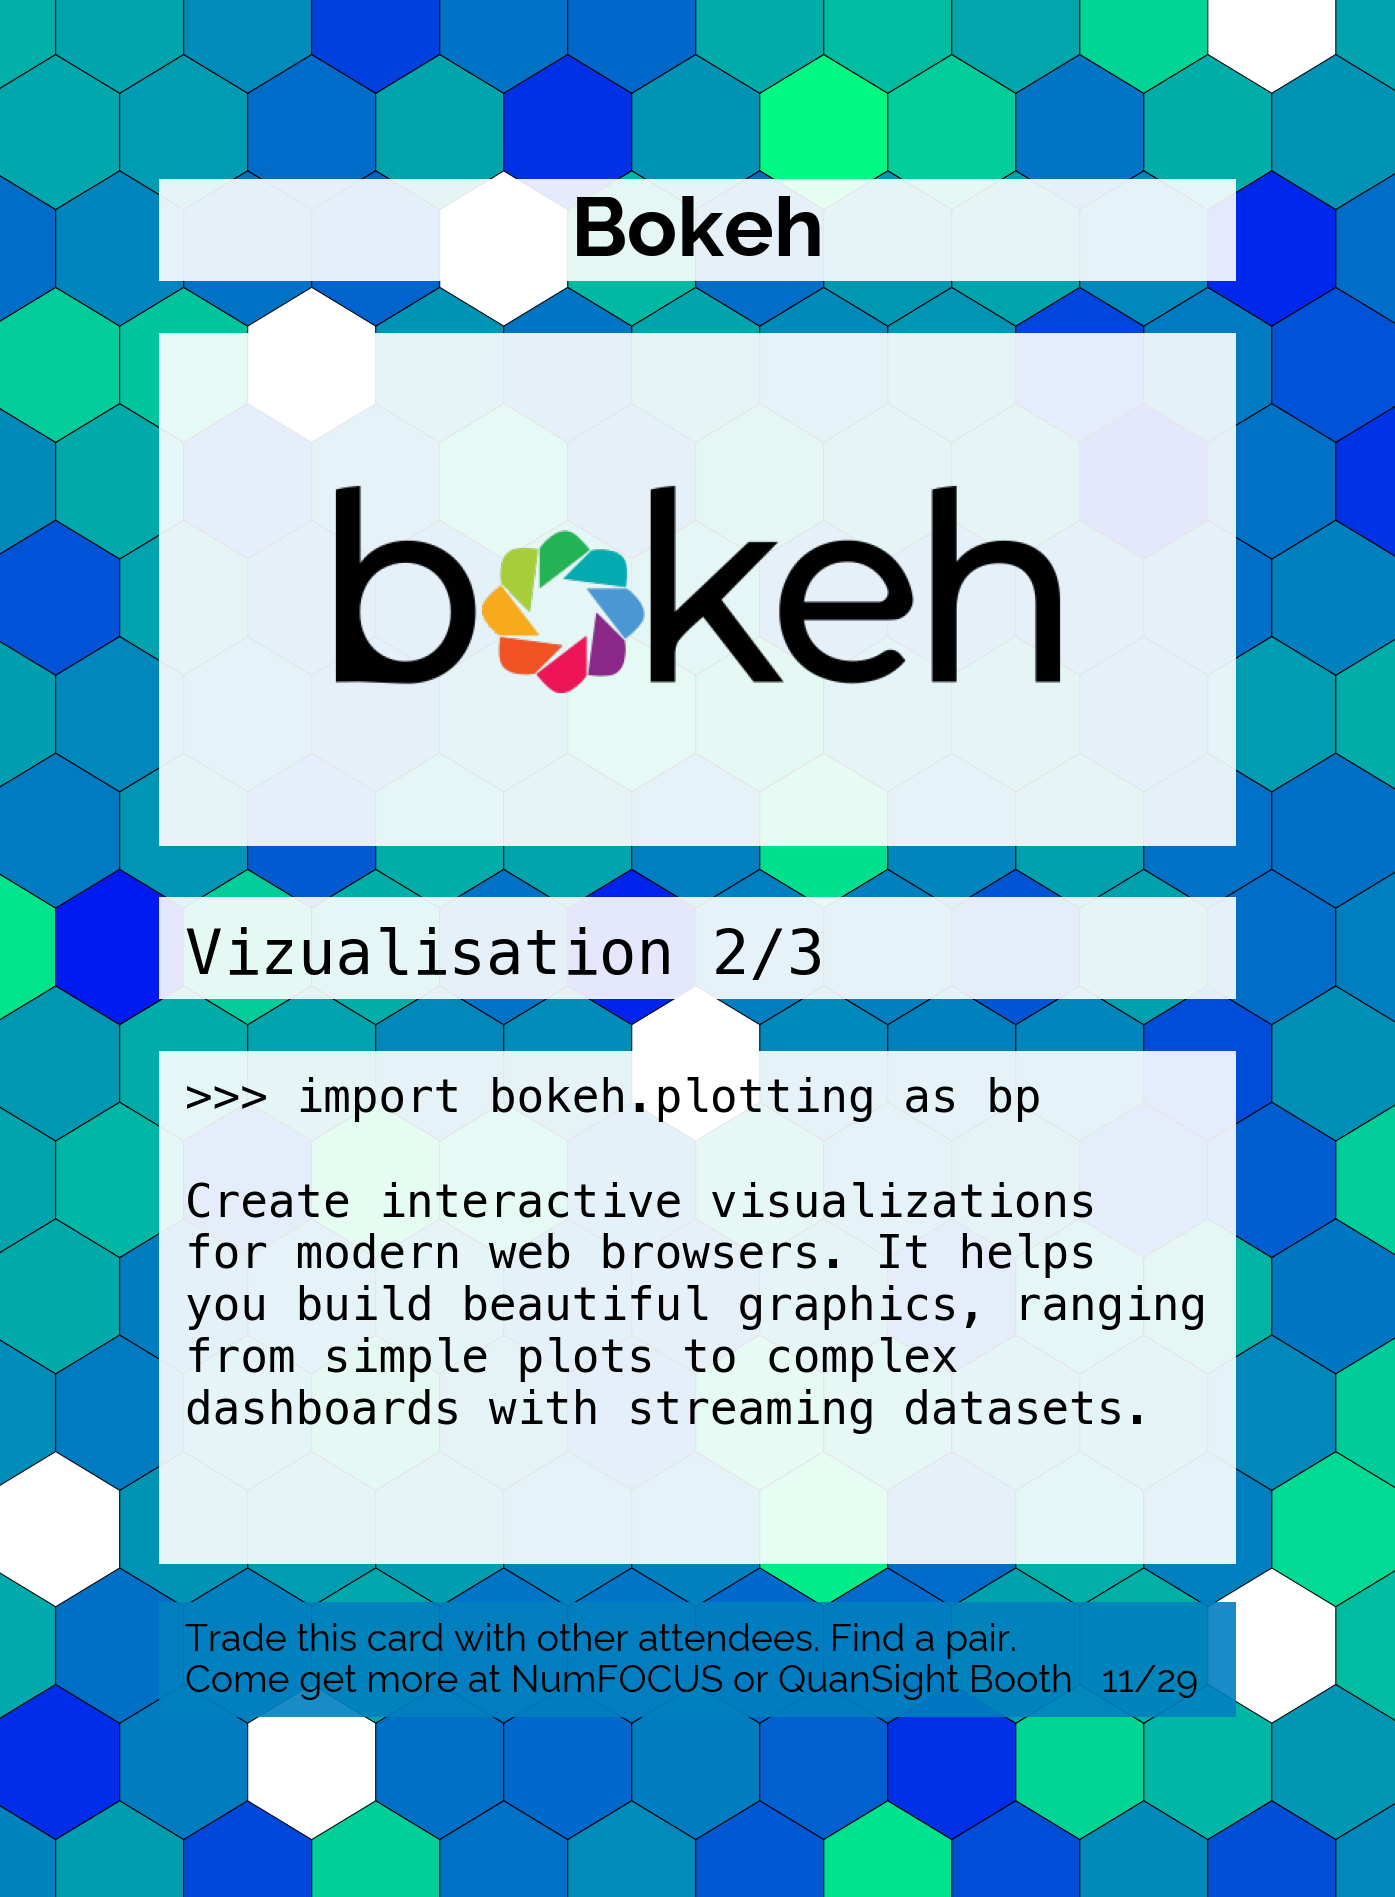 Bokeh
bokeh
Vizualisation 2/3
>>> import bokeh.plotting as bp
Create interactive visualizations
for modern web browsers. It helps
you build beautiful graphics, ranging
from simple plots to complex
dashboards with streaming datasets.
Trade this card with other attendees. Find a pair.
Come get more at NumFOCUS or QuanSight Booth 11/29